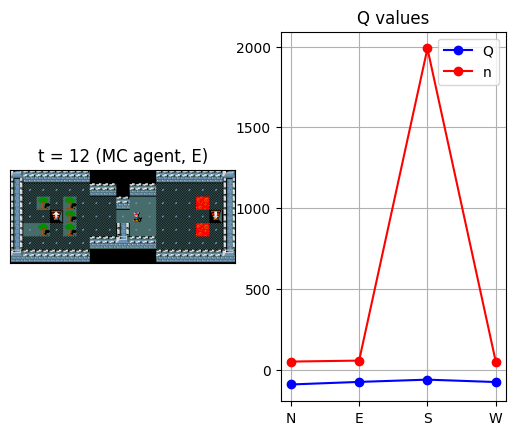 Q values
t = 12 (MC agent, E)
Q
n
2000
1500
1000
500
0
N E S W